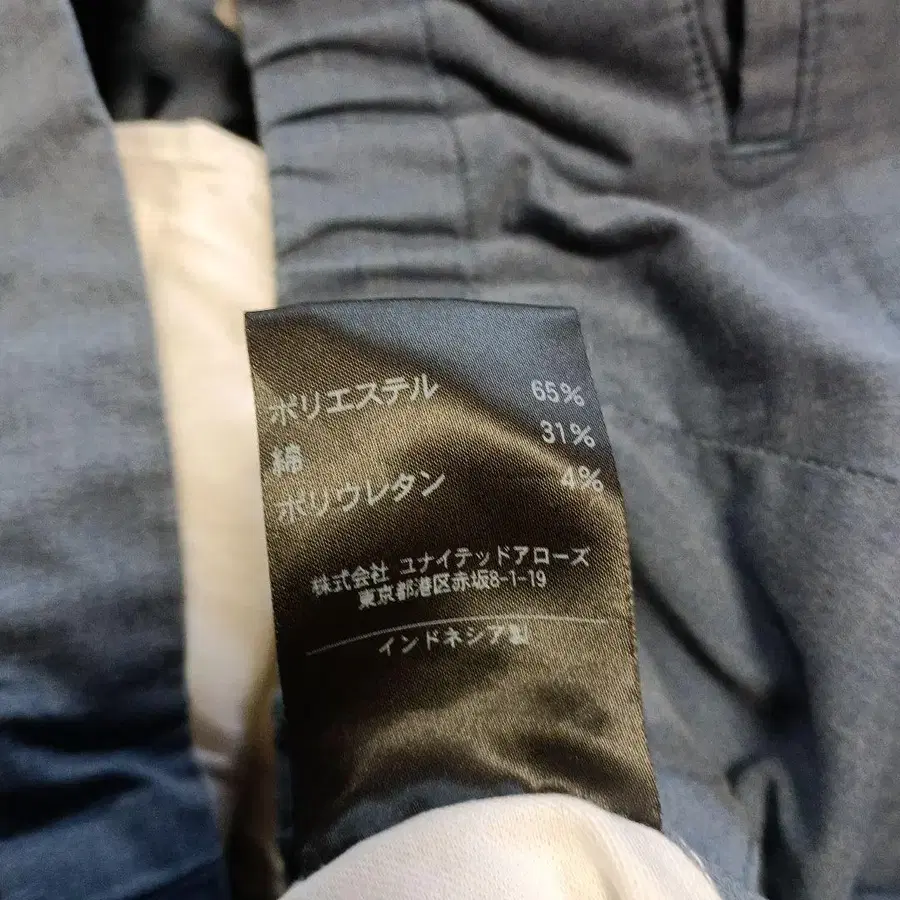 ポリエステル 65%
綿 31%
ポリウレタン 4%
株式会社 ユナイテッドアローズ
東京都港区赤坂8-1-19
インドネシア製